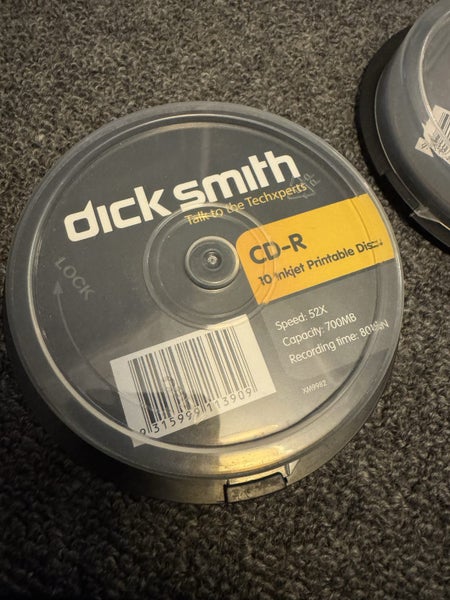 dick smith
Talk to the Techxperts
CD-R
10 Inkjet Printable Discs
LOCK
Speed: 52X
Capacity: 700MB
Recording time: 80MIN
9 315999 113909
XM9982